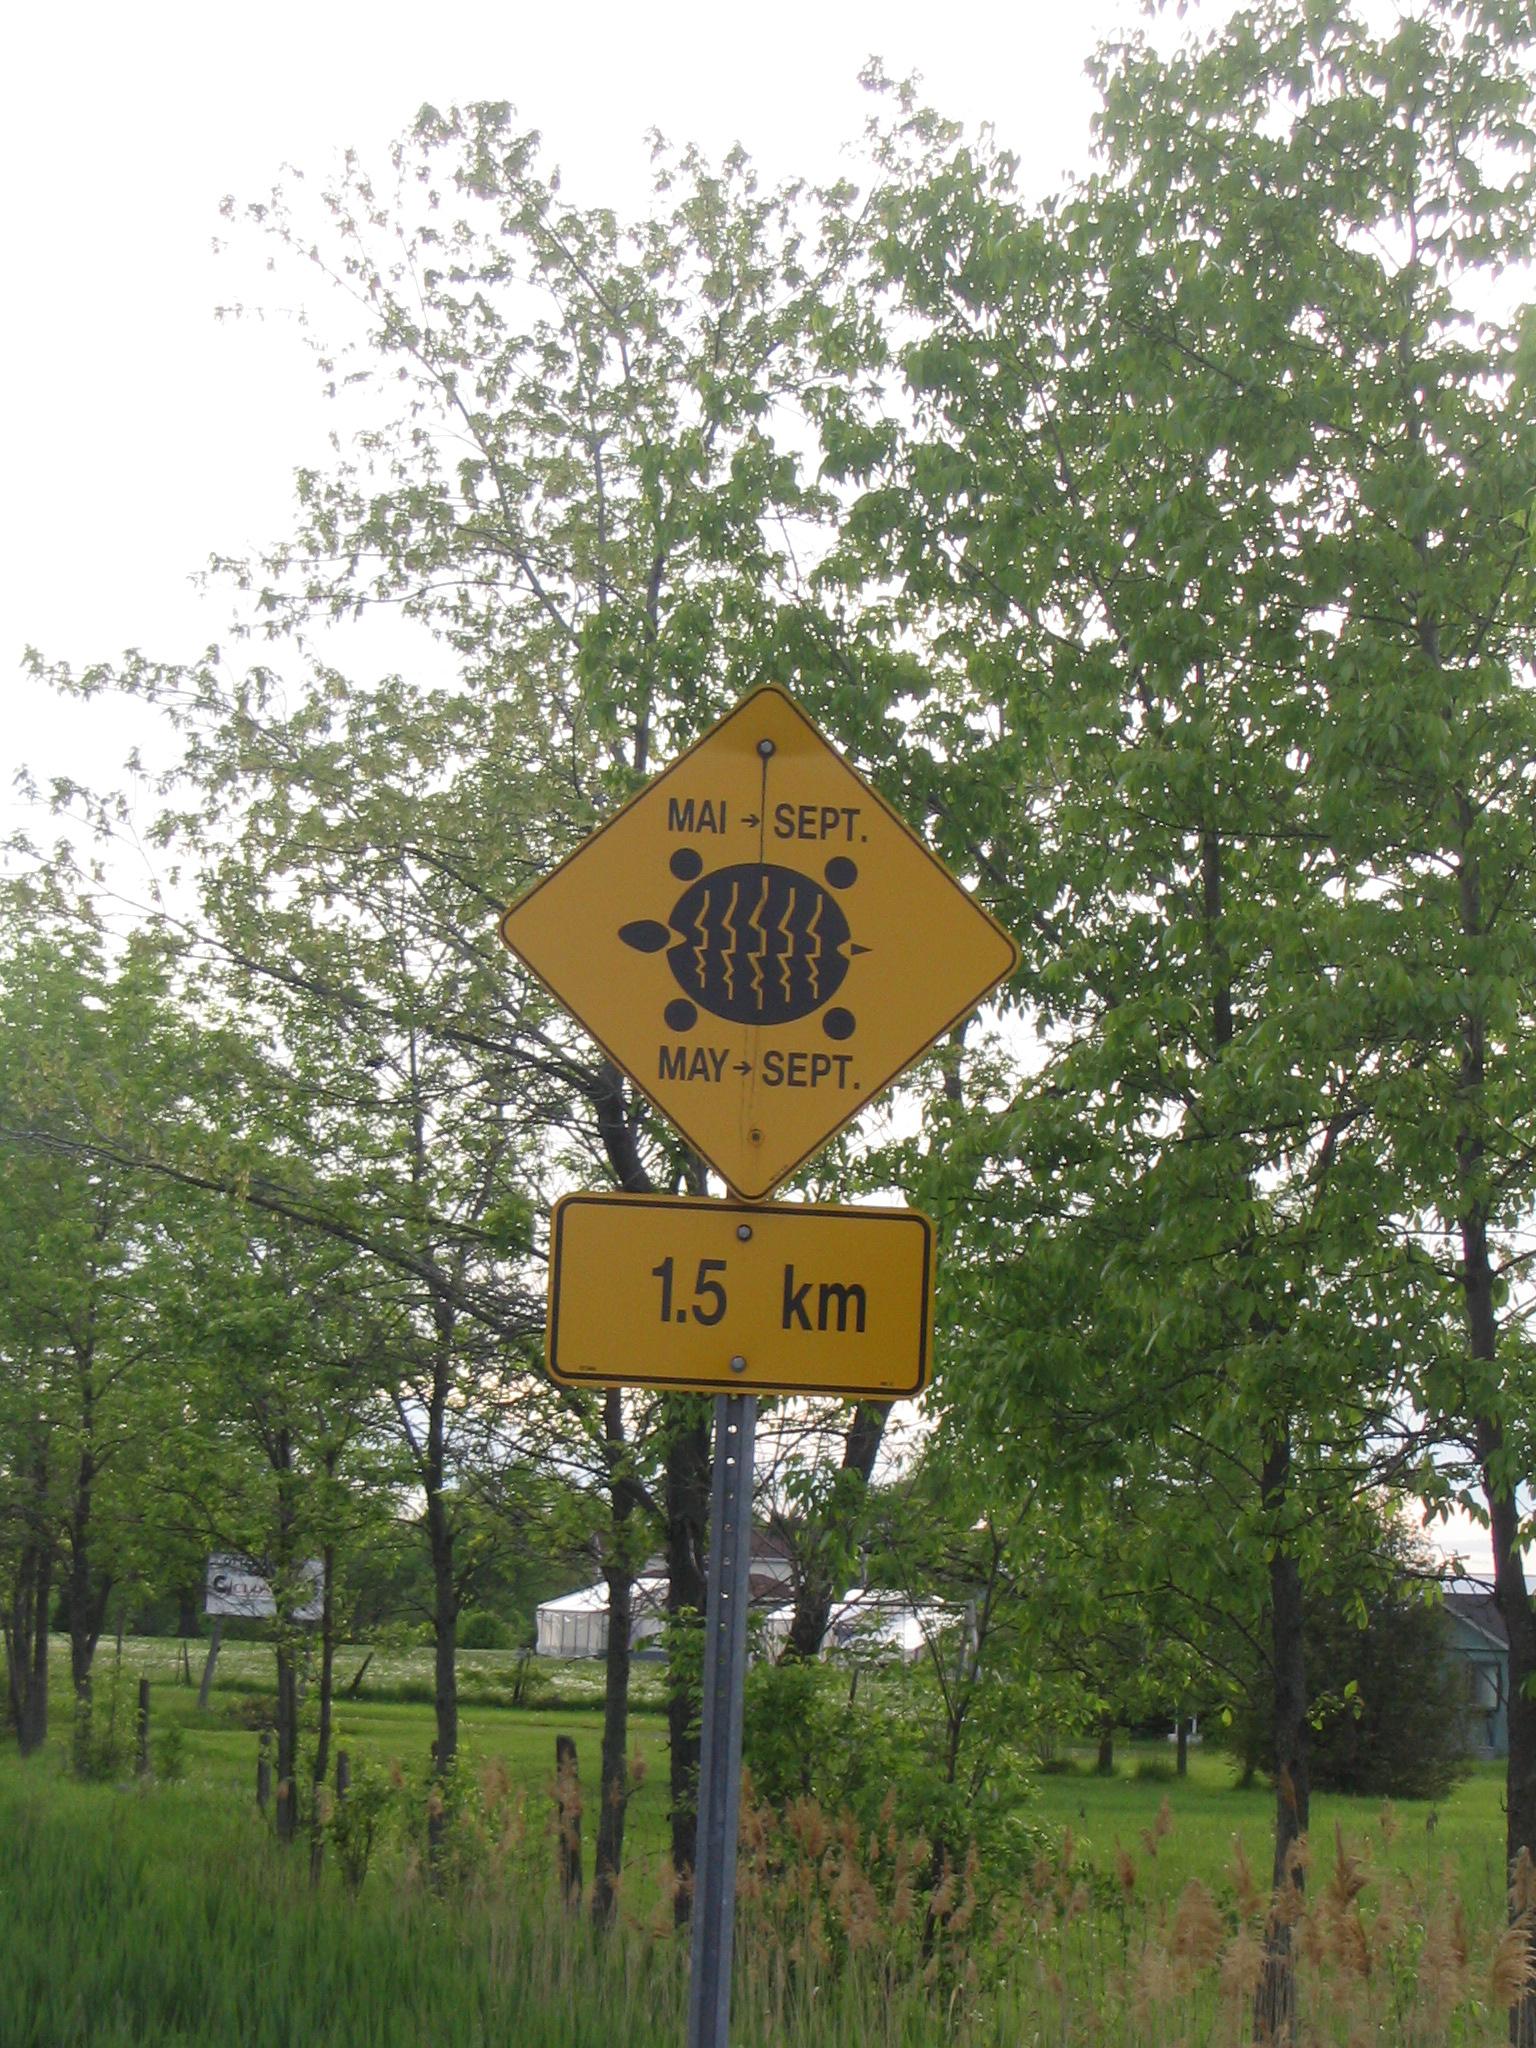 MAI → SEPT.
MAY → SEPT.
1.5 km